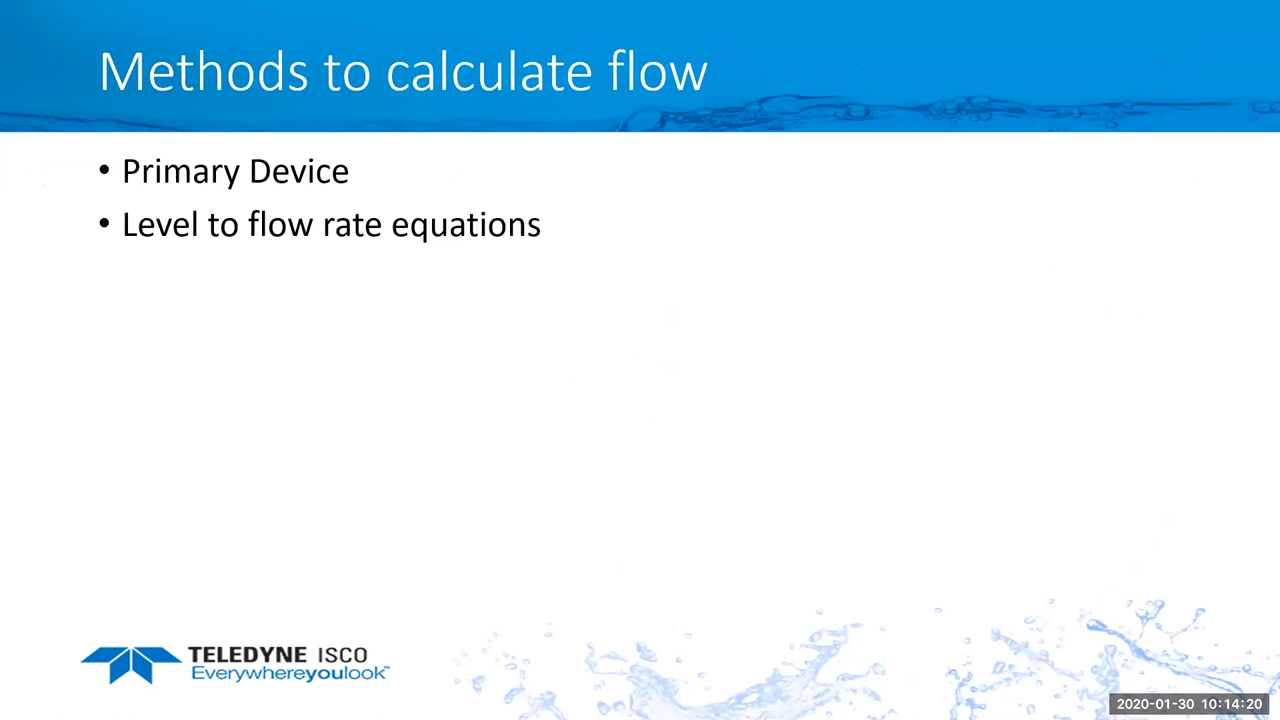 Methods to calculate flow
• Primary Device
• Level to flow rate equations
TELEDYNE ISCO
Everywhereyoulook™
2020-01-30 10:14:20